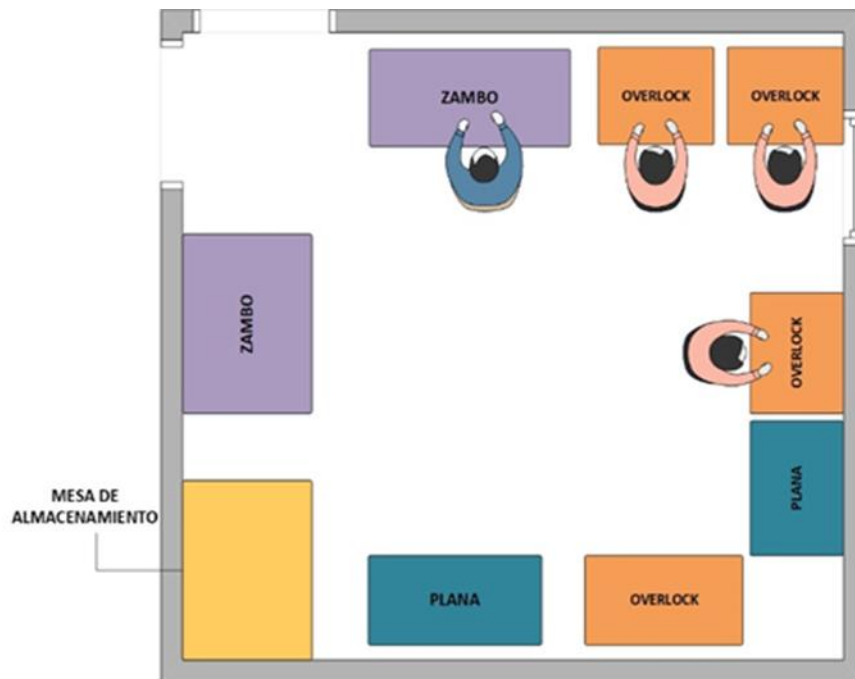 ZAMBO
OVERLOCK
OVERLOCK
ZAMBO
OVERLOCK
PLANA
MESA DE
ALMACENAMIENTO
PLANA
OVERLOCK